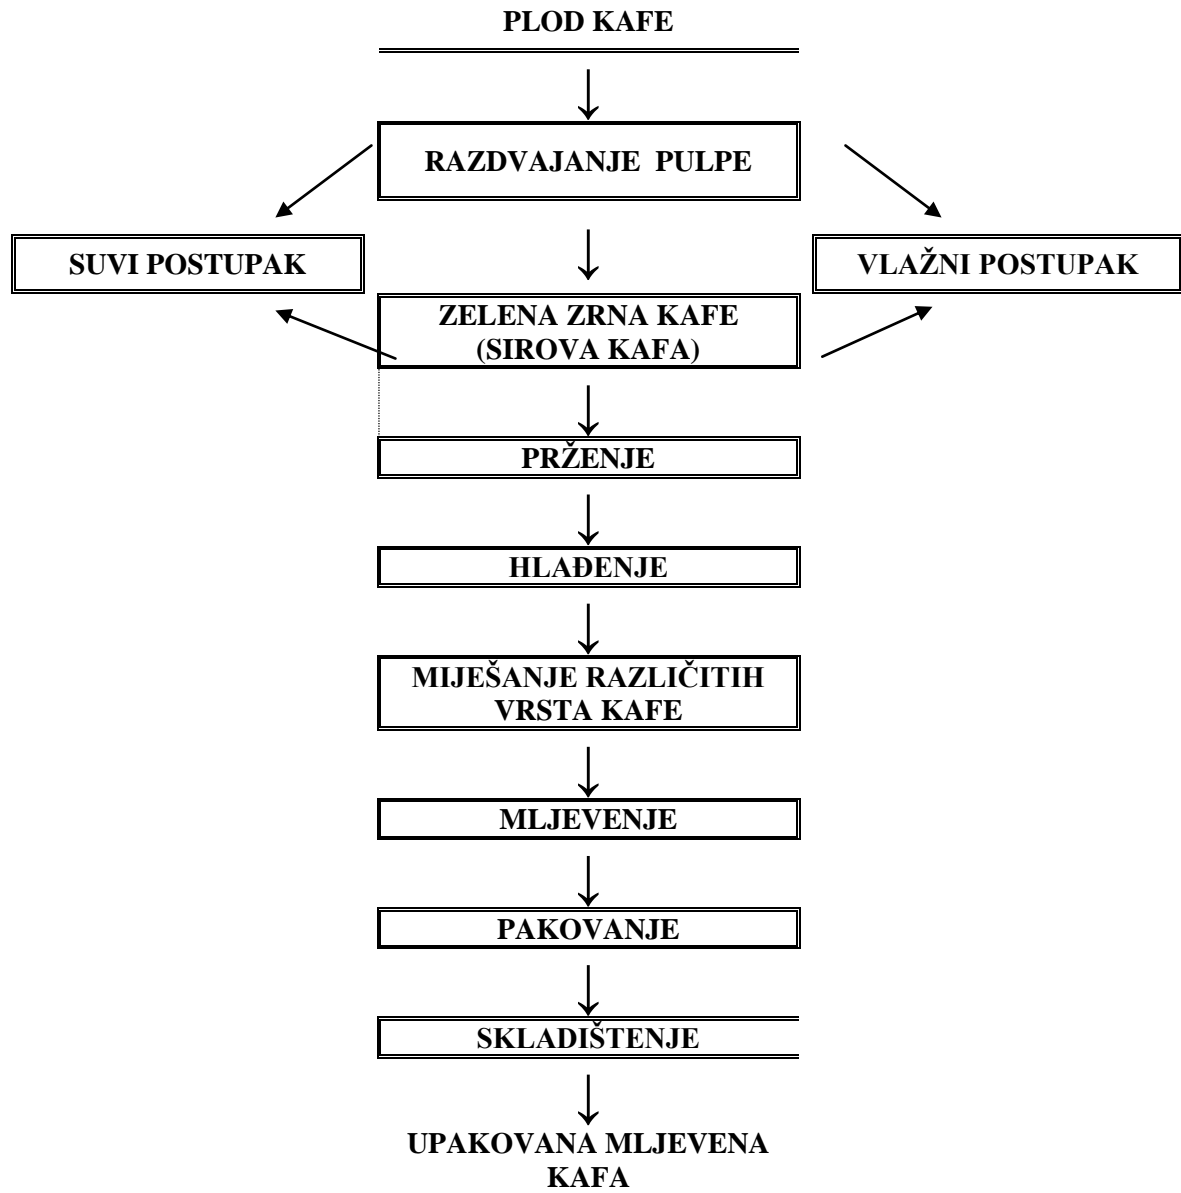 PLOD KAFE
RAZDVAJANJE PULPE
SUVI POSTUPAK
VLAŽNI POSTUPAK
ZELENA ZRNA KAFE
(SIROVA KAFA)
PRŽENJE
HLAĐENJE
MIJEŠANJE RAZLIČITIH
VRSTA KAFE
MLJEVENJE
PAKOVANJE
SKLADIŠTENJE
UPAKOVANA MLJEVENA
KAFA